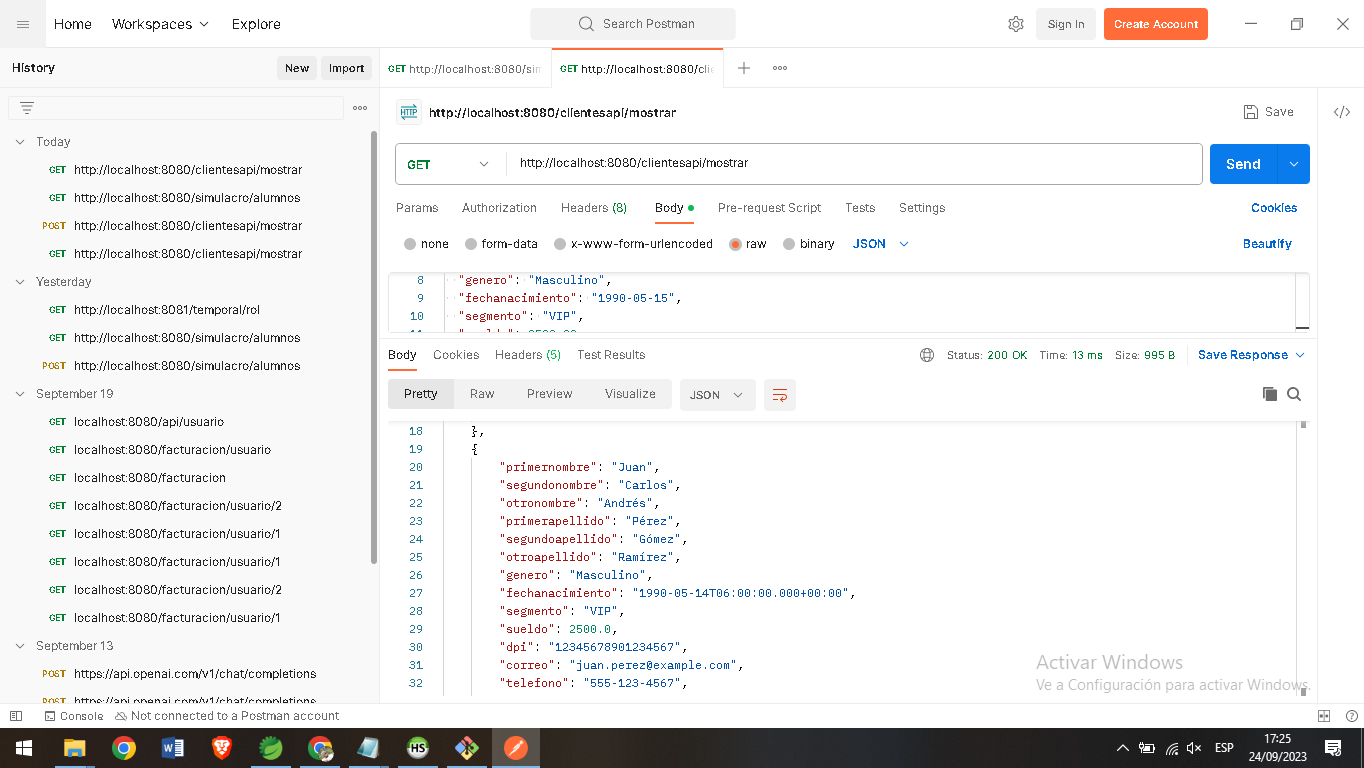 Home Workspaces Explore Search Postman Sign In Create Account
History New Import GET http://localhost:8080/sim GET http://localhost:8080/clie
HTTP http://localhost:8080/clientesapi/mostrar Save
Today
GET http://localhost:8080/clientesapi/mostrar
GET http://localhost:8080/simulacro/alumnos
POST http://localhost:8080/clientesapi/mostrar
GET http://localhost:8080/clientesapi/mostrar
Yesterday
GET http://localhost:8081/temporal/rol
GET http://localhost:8080/simulacro/alumnos
POST http://localhost:8080/simulacro/alumnos
September 19
GET localhost:8080/api/usuario
GET localhost:8080/facturacion/usuario
GET localhost:8080/facturacion
GET localhost:8080/facturacion/usuario/2
GET localhost:8080/facturacion/usuario/1
GET localhost:8080/facturacion/usuario/1
GET localhost:8080/facturacion/usuario/2
GET localhost:8080/facturacion/usuario/1
September 13
POST https://api.openai.com/v1/chat/completions
POST https://api.openai.com/v1/chat/completions
GET http://localhost:8080/clientesapi/mostrar Send
Params Authorization Headers (8) Body Pre-request Script Tests Settings Cookies
none form-data x-www-form-urlencoded raw binary JSON Beautify
8 "genero": "Masculino",
9 "fechanacimiento": "1990-05-15",
10 "segmento": "VIP",
Body Cookies Headers (5) Test Results Status: 200 OK Time: 13 ms Size: 995 B Save Response
Pretty Raw Preview Visualize JSON
18 },
19 {
20 "primernombre": "Juan",
21 "segundonombre": "Carlos",
22 "otronombre": "Andrés",
23 "primerapellido": "Pérez",
24 "segundoapellido": "Gómez",
25 "otroapellido": "Ramírez",
26 "genero": "Masculino",
27 "fechanacimiento": "1990-05-14T06:00:00.000+00:00",
28 "segmento": "VIP",
29 "sueldo": 2500.0,
30 "dpi": "12345678901234567",
31 "correo": "juan.perez@example.com",
32 "telefono": "555-123-4567",
Activar Windows
Ve a Configuración para activar Windows.
Console Not connected to a Postman account
HS ESP 17:25
24/09/2023